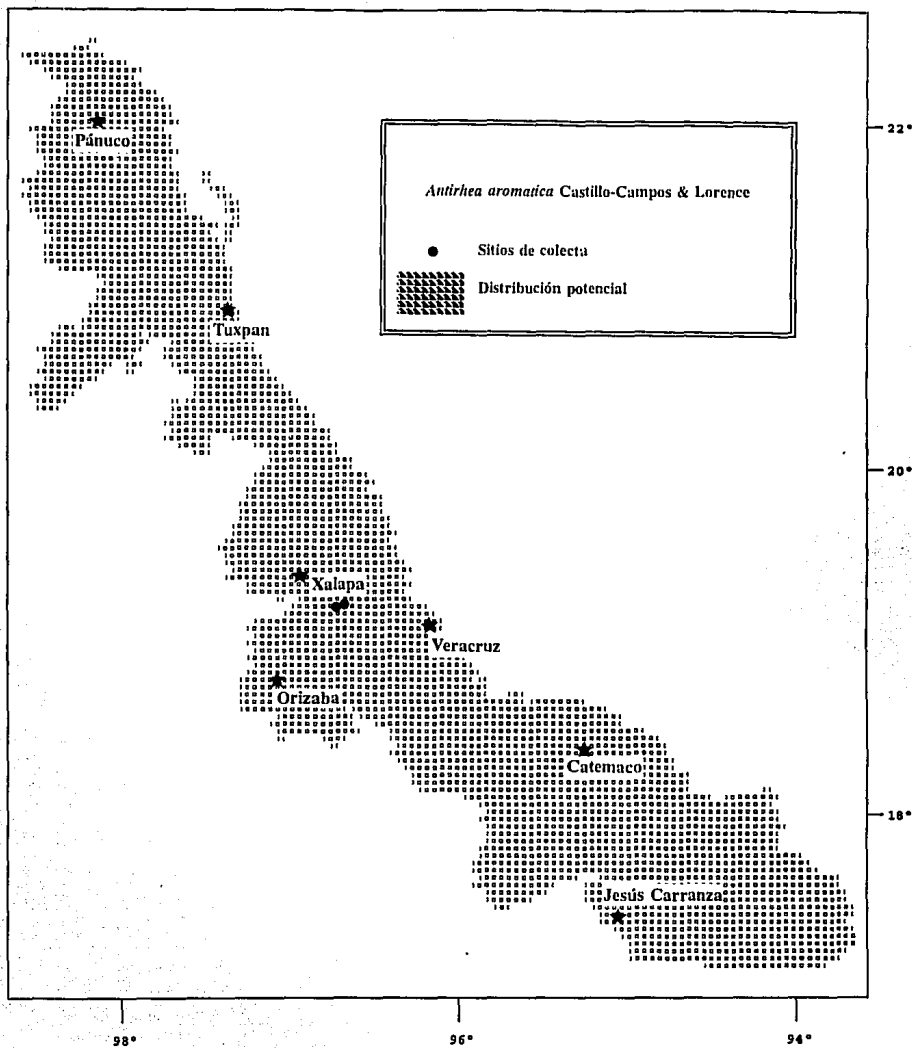 Pánuco
22°
Antirhea aromatica Castillo-Campos & Lorence
Sitios de colecta
Distribución potencial
Tuxpan
20°
Xalapa
Veracruz
Orizaba
Catemaco
18°
Jesús Carranza
98°
96°
94°